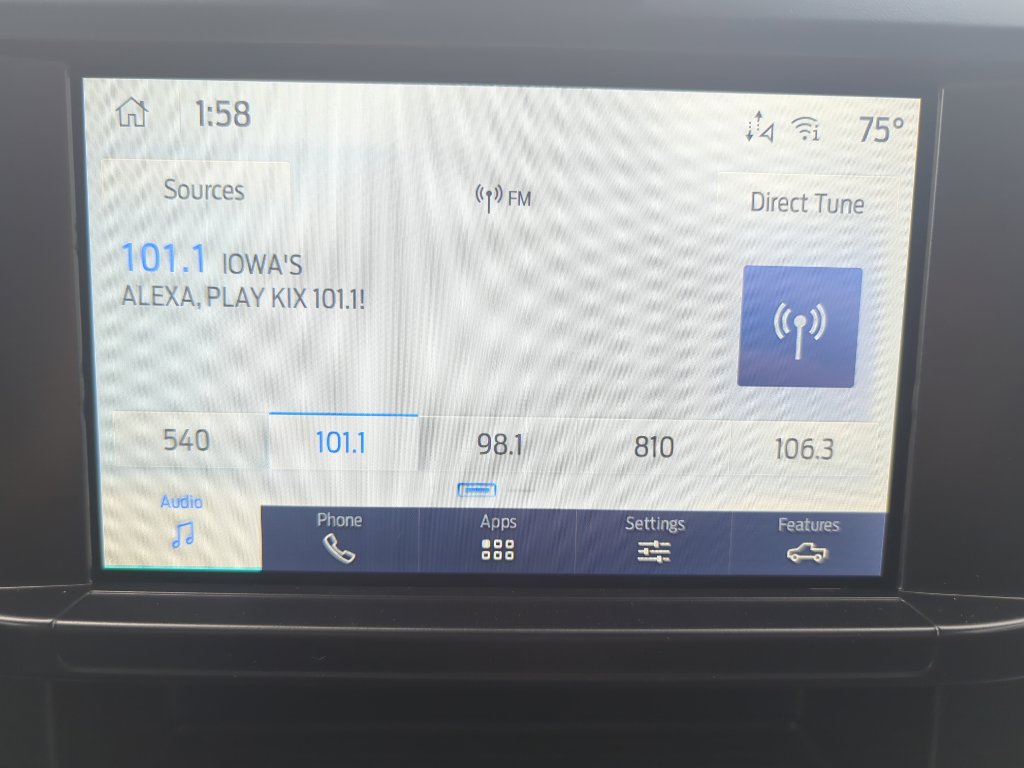 1:58
75°
Sources
FM
Direct Tune
101.1 IOWA'S
ALEXA, PLAY KIX 101.1!
540 101.1 98.1 810 106.3
Audio Phone Apps Settings Features